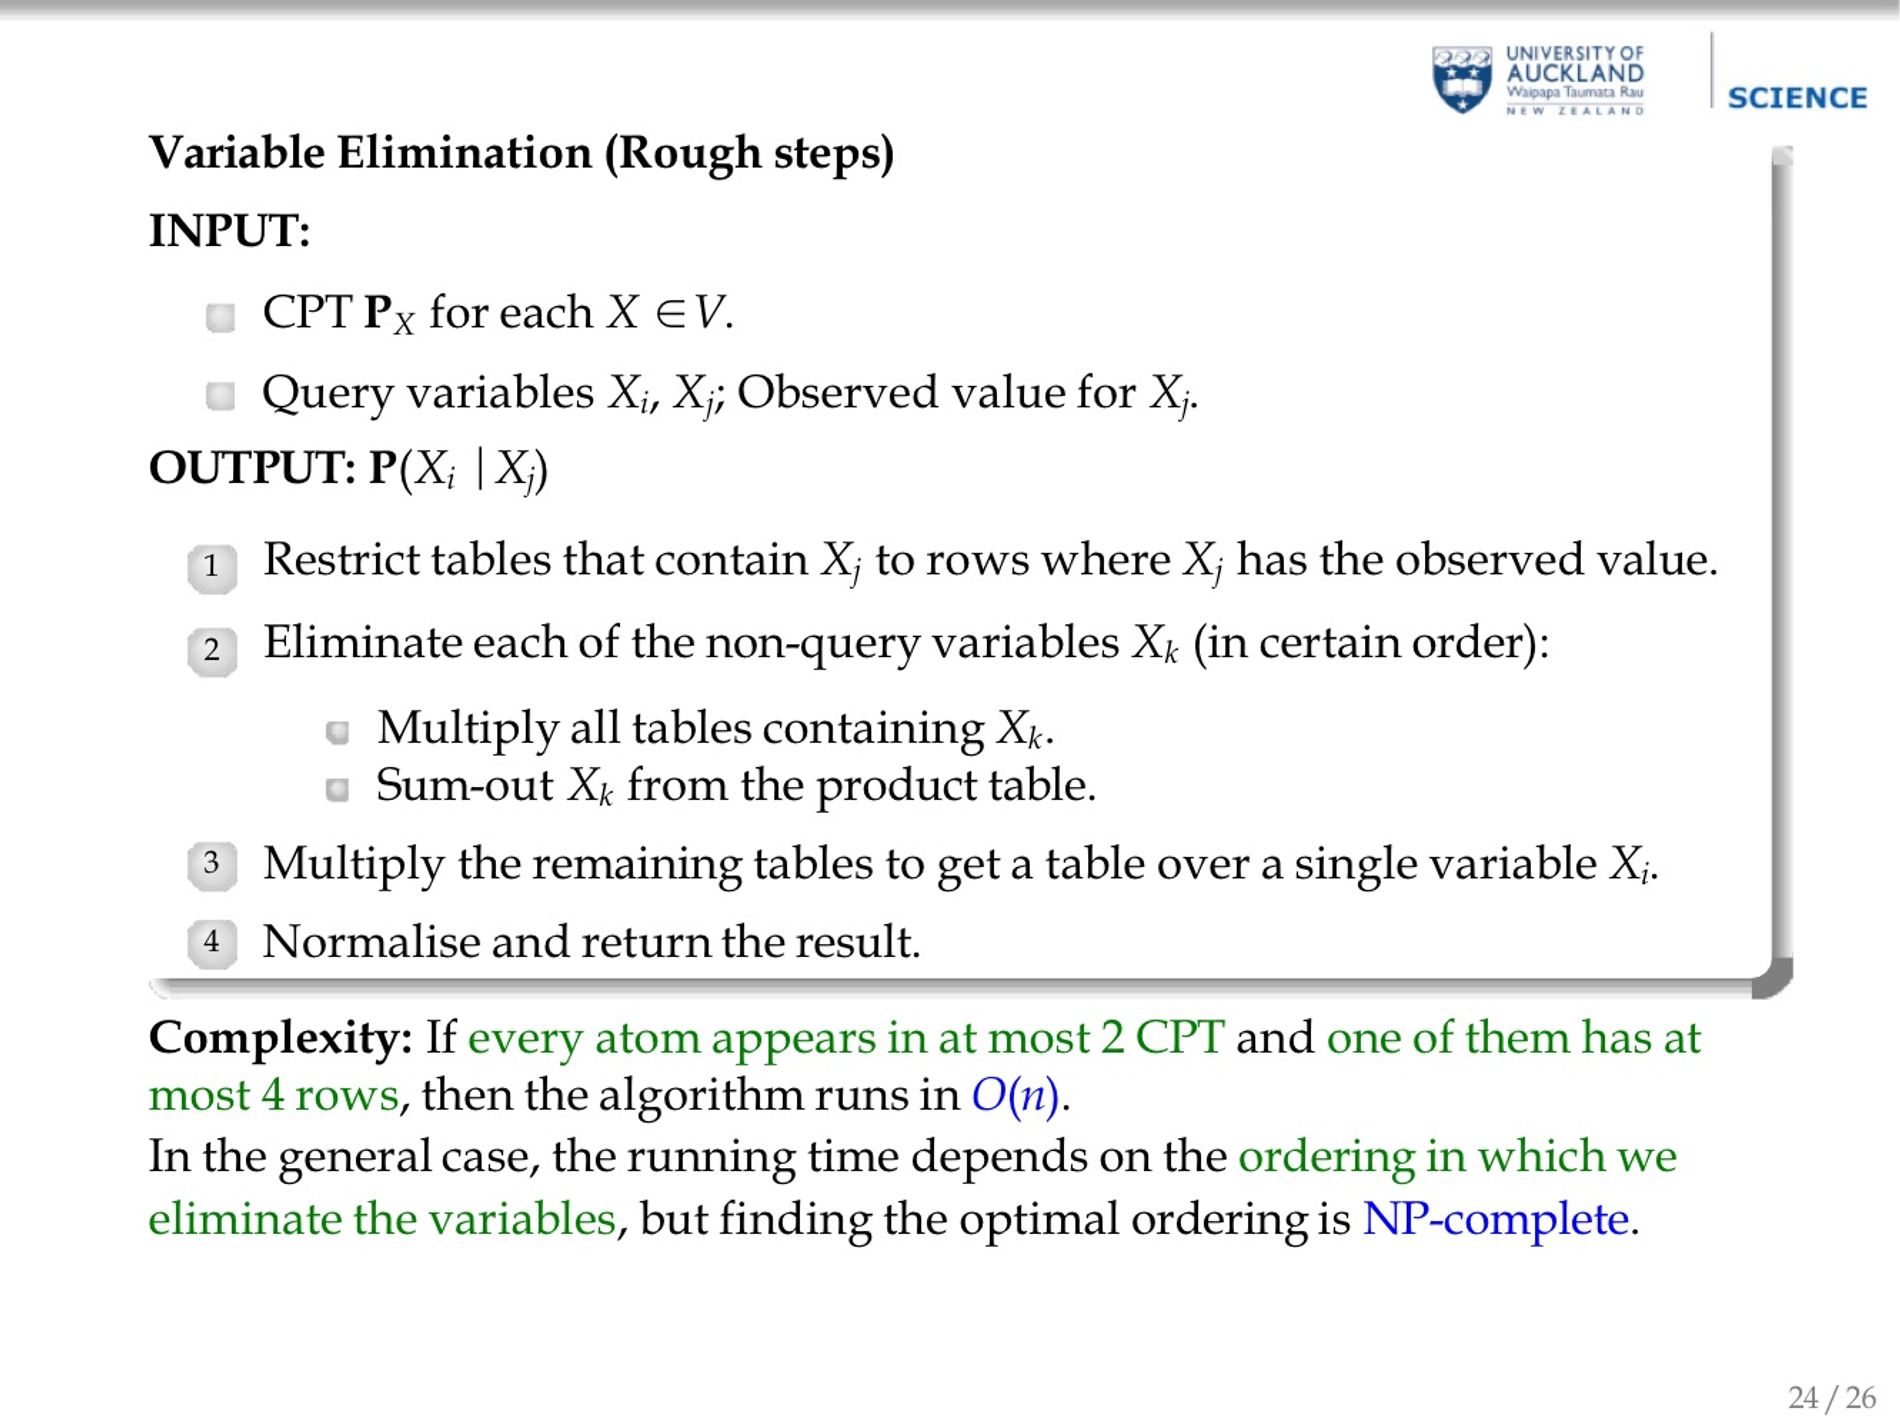 UNIVERSITY OF
AUCKLAND
Waipapa Taumata Rau
NEW ZEALAND
SCIENCE
Variable Elimination (Rough steps)
INPUT:
CPT P_X for each X ∈ V.
Query variables X_i, X_j; Observed value for X_j.
OUTPUT: P(X_i | X_j)
1 Restrict tables that contain X_j to rows where X_j has the observed value.
2 Eliminate each of the non-query variables X_k (in certain order):
Multiply all tables containing X_k.
Sum-out X_k from the product table.
3 Multiply the remaining tables to get a table over a single variable X_i.
4 Normalise and return the result.
Complexity: If every atom appears in at most 2 CPT and one of them has at
most 4 rows, then the algorithm runs in O(n).
In the general case, the running time depends on the ordering in which we
eliminate the variables, but finding the optimal ordering is NP-complete.
24 / 26